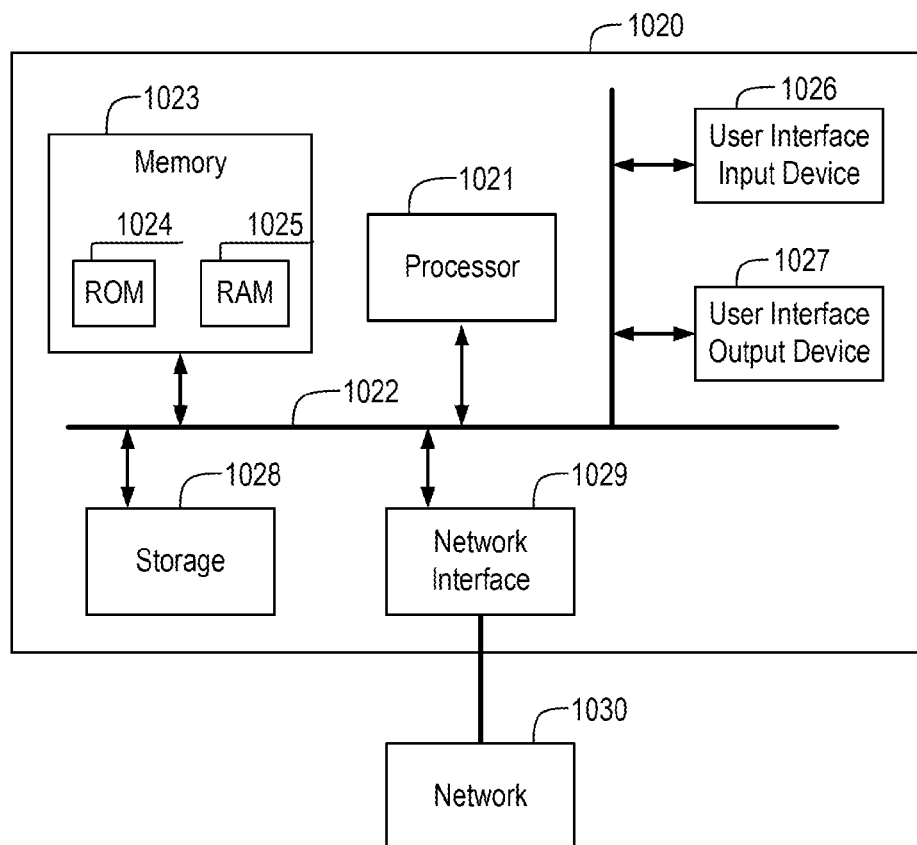 1020
1023
Memory
1024
1025
ROM
RAM
1021
Processor
1026
User Interface
Input Device
1027
User Interface
Output Device
1022
1028
Storage
1029
Network
Interface
1030
Network